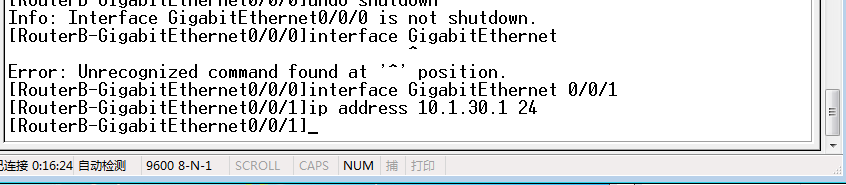 [RouterB-GigabitEthernet0/0/0]undo shutdown
Info: Interface GigabitEthernet0/0/0 is not shutdown.
[RouterB-GigabitEthernet0/0/0]interface GigabitEthernet
^
Error: Unrecognized command found at '^' position.
[RouterB-GigabitEthernet0/0/0]interface GigabitEthernet 0/0/1
[RouterB-GigabitEthernet0/0/1]ip address 10.1.30.1 24
[RouterB-GigabitEthernet0/0/1]_
已连接 0:16:24 自动检测 9600 8-N-1 SCROLL CAPS NUM 捕 打印